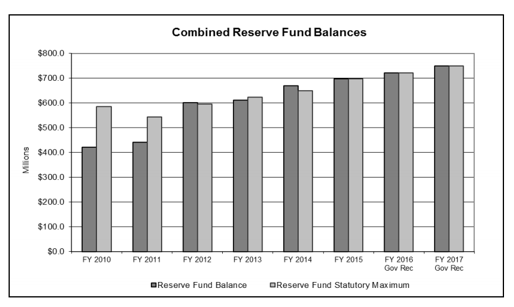 Combined Reserve Fund Balances
$800.0
$700.0
$600.0
$500.0
$400.0
$300.0
$200.0
$100.0
$0.0
Millions
FY 2010 FY 2011 FY 2012 FY 2013 FY 2014 FY 2015 FY 2016 FY 2017
Gov Rec Gov Rec
Reserve Fund Balance Reserve Fund Statutory Maximum